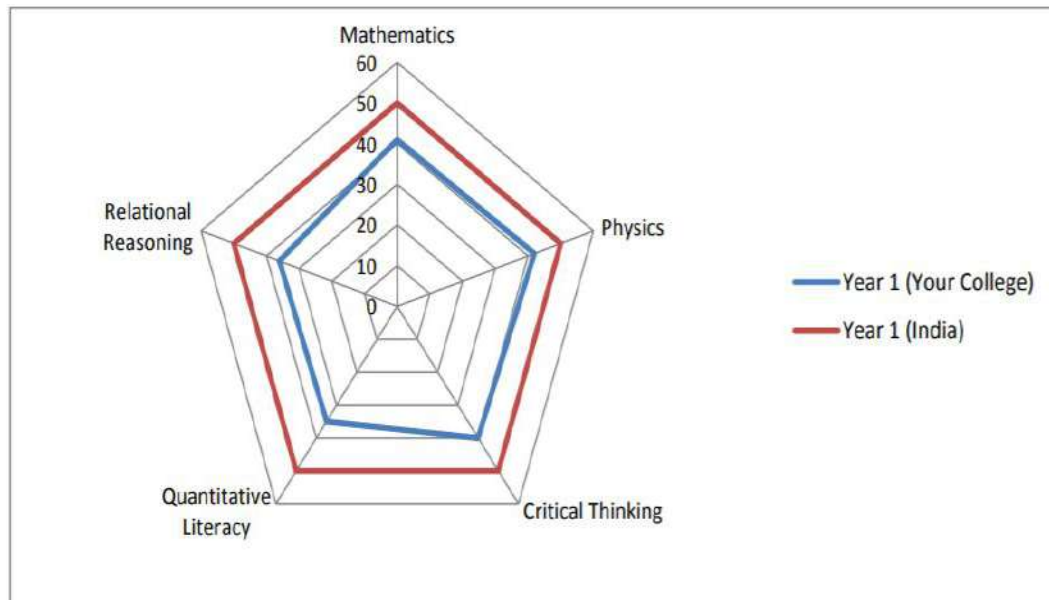 Mathematics
60
50
40
30
20
10
0
Relational
Reasoning
Physics
Year 1 (Your College)
Year 1 (India)
Quantitative
Literacy
Critical Thinking